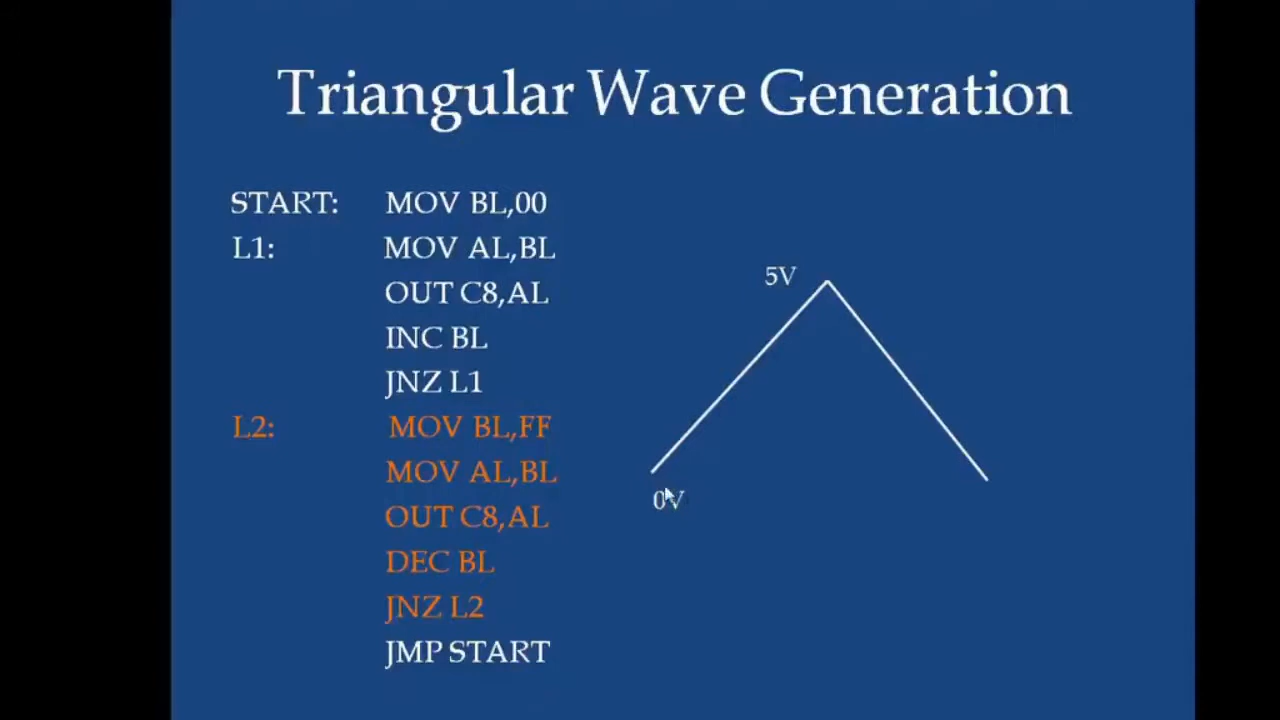 Triangular Wave Generation
START: MOV BL,00
L1: MOV AL,BL
OUT C8,AL
INC BL
JNZ L1
L2: MOV BL,FF
MOV AL,BL
OUT C8,AL
DEC BL
JNZ L2
JMP START
5V
0V